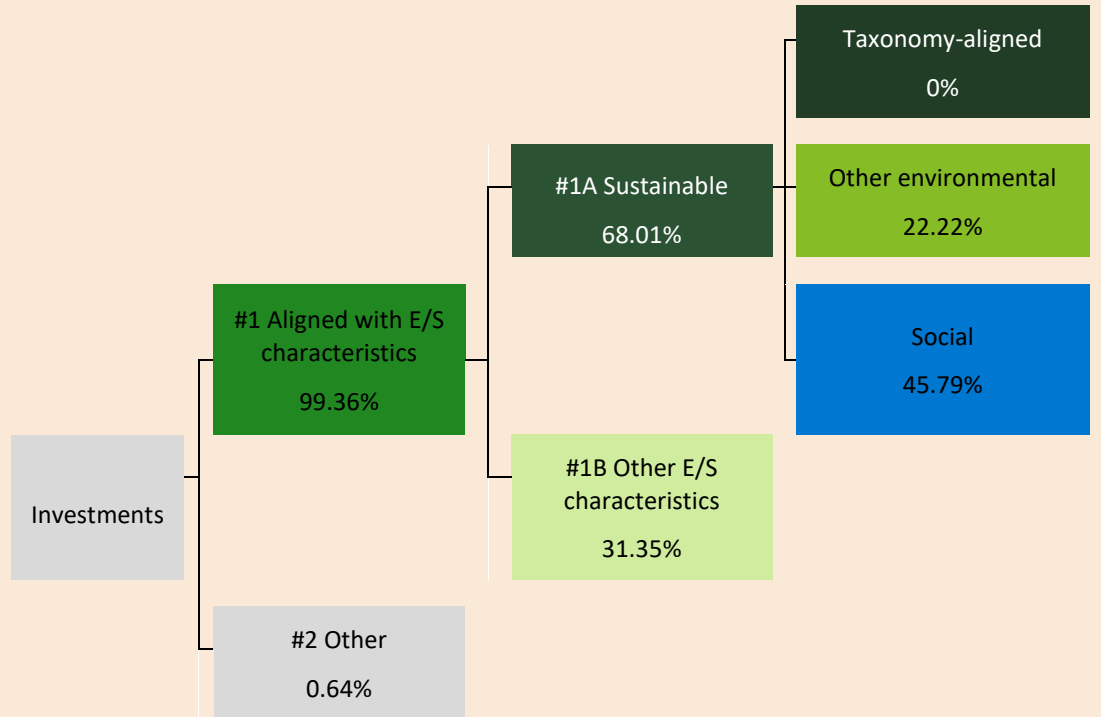 Taxonomy-aligned
0%
#1A Sustainable
68.01%
Other environmental
22.22%
#1 Aligned with E/S
characteristics
99.36%
Social
45.79%
Investments
#1B Other E/S
characteristics
31.35%
#2 Other
0.64%